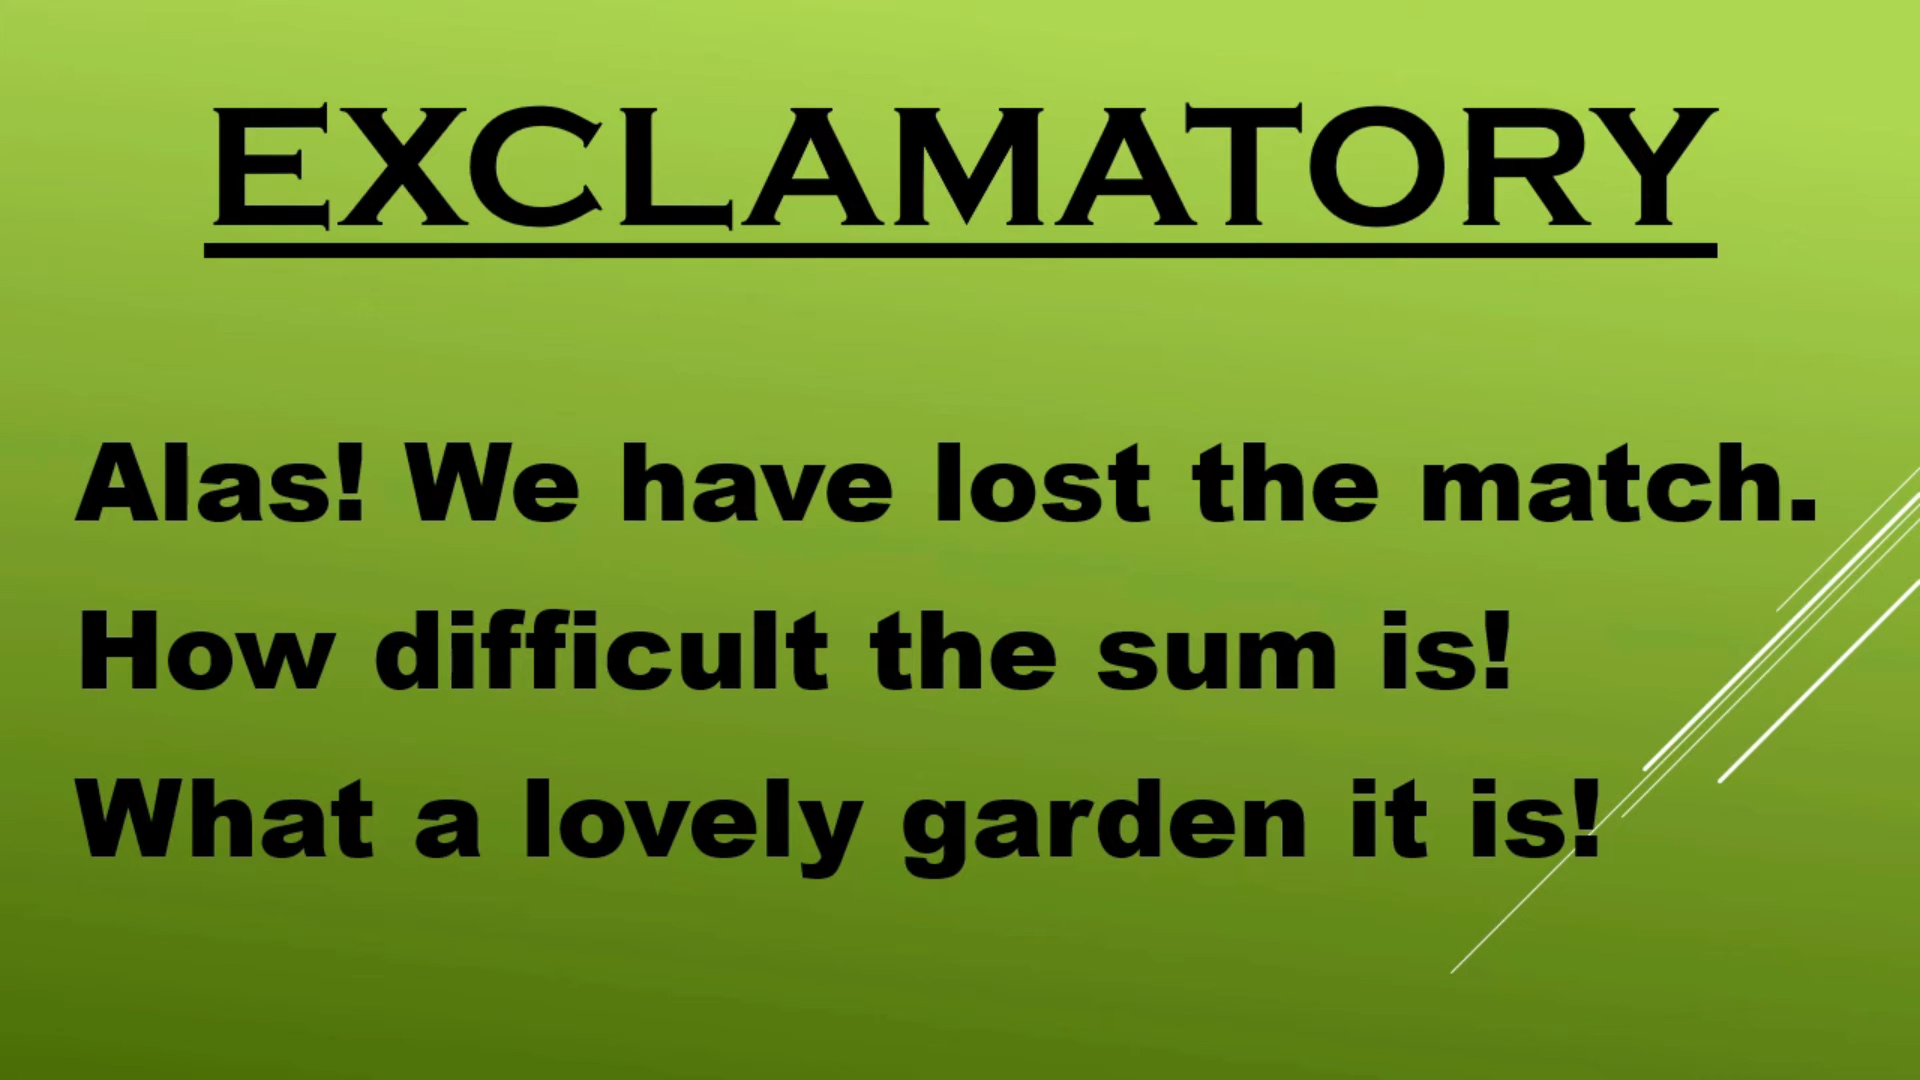 EXCLAMATORY
Alas! We have lost the match.
How difficult the sum is!
What a lovely garden it is!